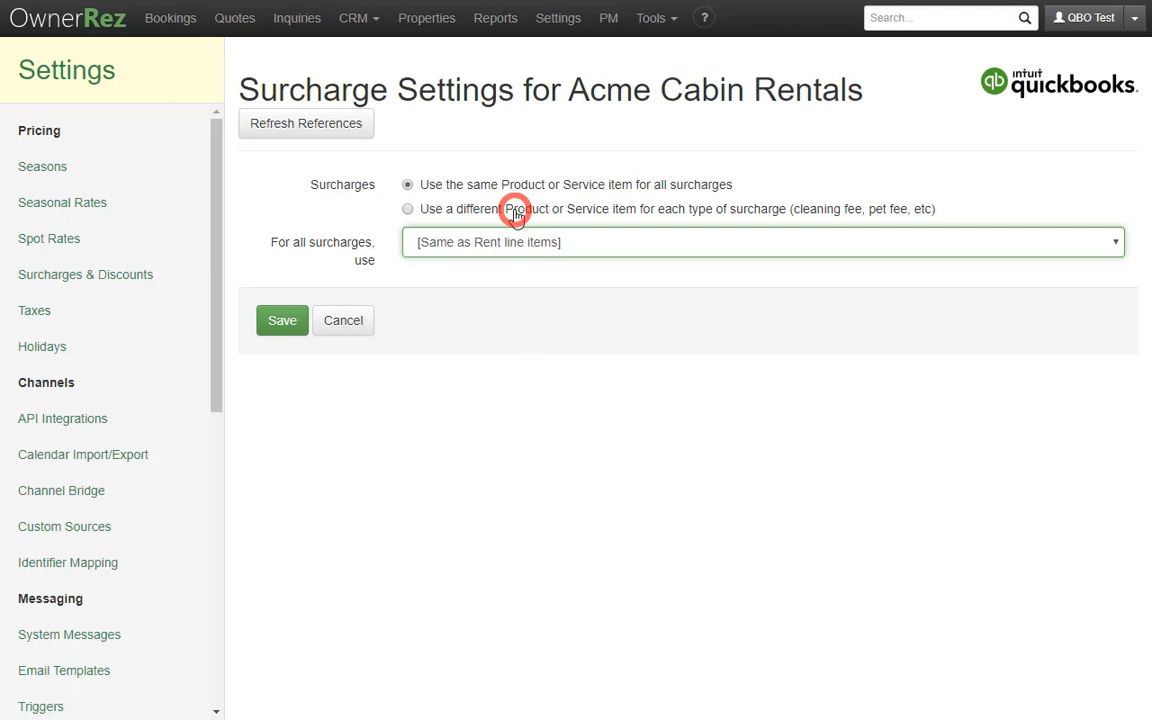 OwnerRez Bookings Quotes Inquiries CRM Properties Reports Settings PM Tools ? Search... QBO Test
Settings
Surcharge Settings for Acme Cabin Rentals
intuit
qb quickbooks.
Refresh References
Pricing
Seasons
Seasonal Rates
Spot Rates
Surcharges & Discounts
Taxes
Holidays
Channels
API Integrations
Calendar Import/Export
Channel Bridge
Custom Sources
Identifier Mapping
Messaging
System Messages
Email Templates
Triggers
Surcharges
Use the same Product or Service item for all surcharges
Use a different Product or Service item for each type of surcharge (cleaning fee, pet fee, etc)
For all surcharges,
use
[Same as Rent line items]
Save Cancel